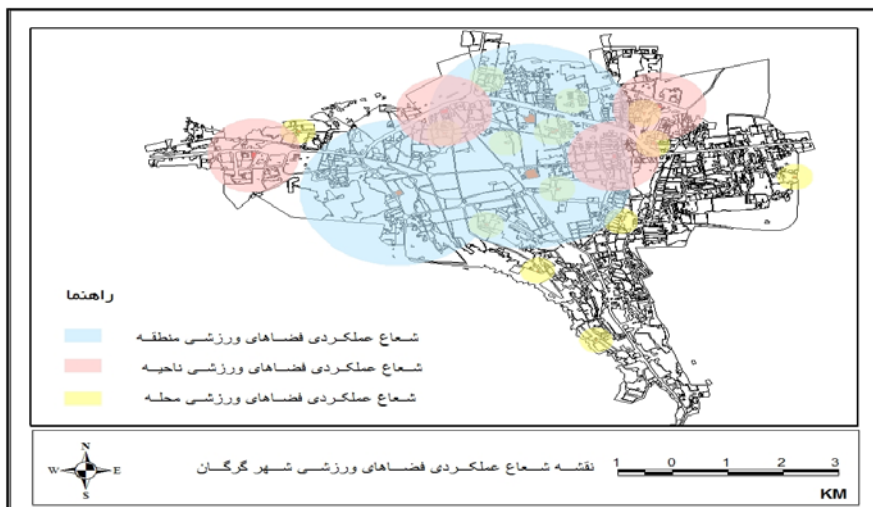 راهنما
شعاع عملکردی فضاهای ورزشی منطقه
شعاع عملکردی فضاهای ورزشی ناحیه
شعاع عملکردی فضاهای ورزشی محله
N
W E
S
نقشه شعاع عملکردی فضاهای ورزشی شهر گرگان
1 0 1 2 3
KM